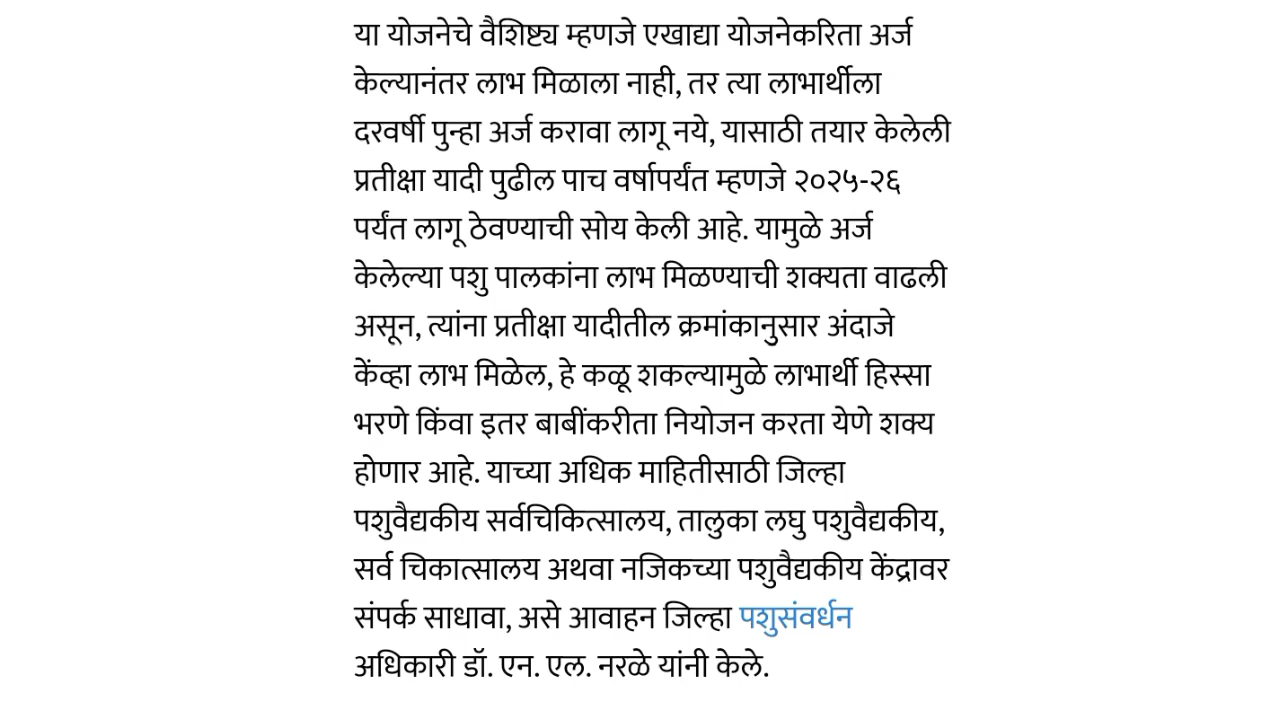 या योजनेचे वैशिष्ट्य म्हणजे एखाद्या योजनेकरिता अर्ज
केल्यानंतर लाभ मिळाला नाही, तर त्या लाभार्थीला
दरवर्षी पुन्हा अर्ज करावा लागू नये, यासाठी तयार केलेली
प्रतीक्षा यादी पुढील पाच वर्षापर्यंत म्हणजे २०२५-२६
पर्यंत लागू ठेवण्याची सोय केली आहे. यामुळे अर्ज
केलेल्या पशु पालकांना लाभ मिळण्याची शक्यता वाढली
असून, त्यांना प्रतीक्षा यादीतील क्रमांकानुसार अंदाजे
केंव्हा लाभ मिळेल, हे कळू शकल्यामुळे लाभार्थी हिस्सा
भरणे किंवा इतर बाबींकरीता नियोजन करता येणे शक्य
होणार आहे. याच्या अधिक माहितीसाठी जिल्हा
पशुवैद्यकीय सर्वचिकित्सालय, तालुका लघु पशुवैद्यकीय,
सर्व चिकात्सालय अथवा नजिकच्या पशुवैद्यकीय केंद्रावर
संपर्क साधावा, असे आवाहन जिल्हा पशुसंवर्धन
अधिकारी डॉ. एन. एल. नरळे यांनी केले.